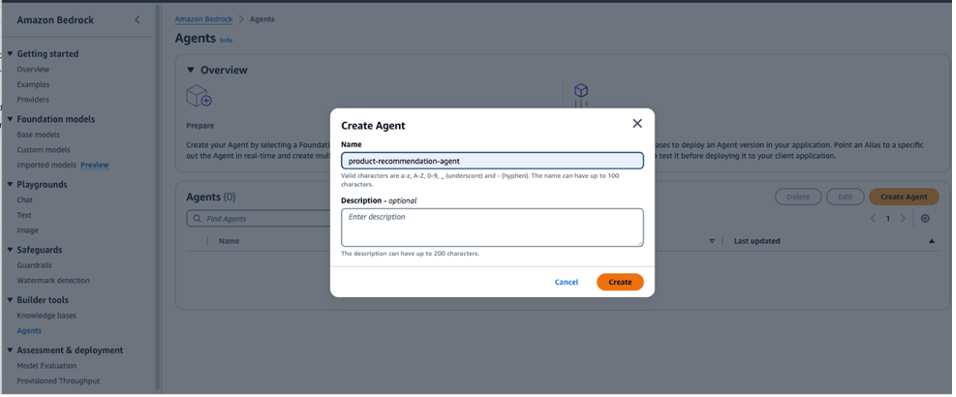 Amazon Bedrock
Getting started
Overview
Examples
Providers
Foundation models
Base models
Custom models
Imported models Preview
Playgrounds
Chat
Text
Image
Safeguards
Guardrails
Watermark detection
Builder tools
Knowledge bases
Agents
Assessment & deployment
Model Evaluation
Provisioned Throughput
Amazon Bedrock > Agents
Agents Info
Overview
Prepare
Create your Agent by selecting a Foundati
out the Agent in real-time and create mul
ases to deploy an Agent version in your application. Point an Alias to a specific
test it before deploying it to your client application.
Agents (0)
Delete
Edit
Create Agent
Find Agents
1
Name
Last updated
Create Agent
Name
product-recommendation-agent
Valid characters are a-z, A-Z, 0-9, _ (underscore) and - (hyphen). The name can have up to 100
characters.
Description - optional
Enter description
The description can have up to 200 characters.
Cancel
Create